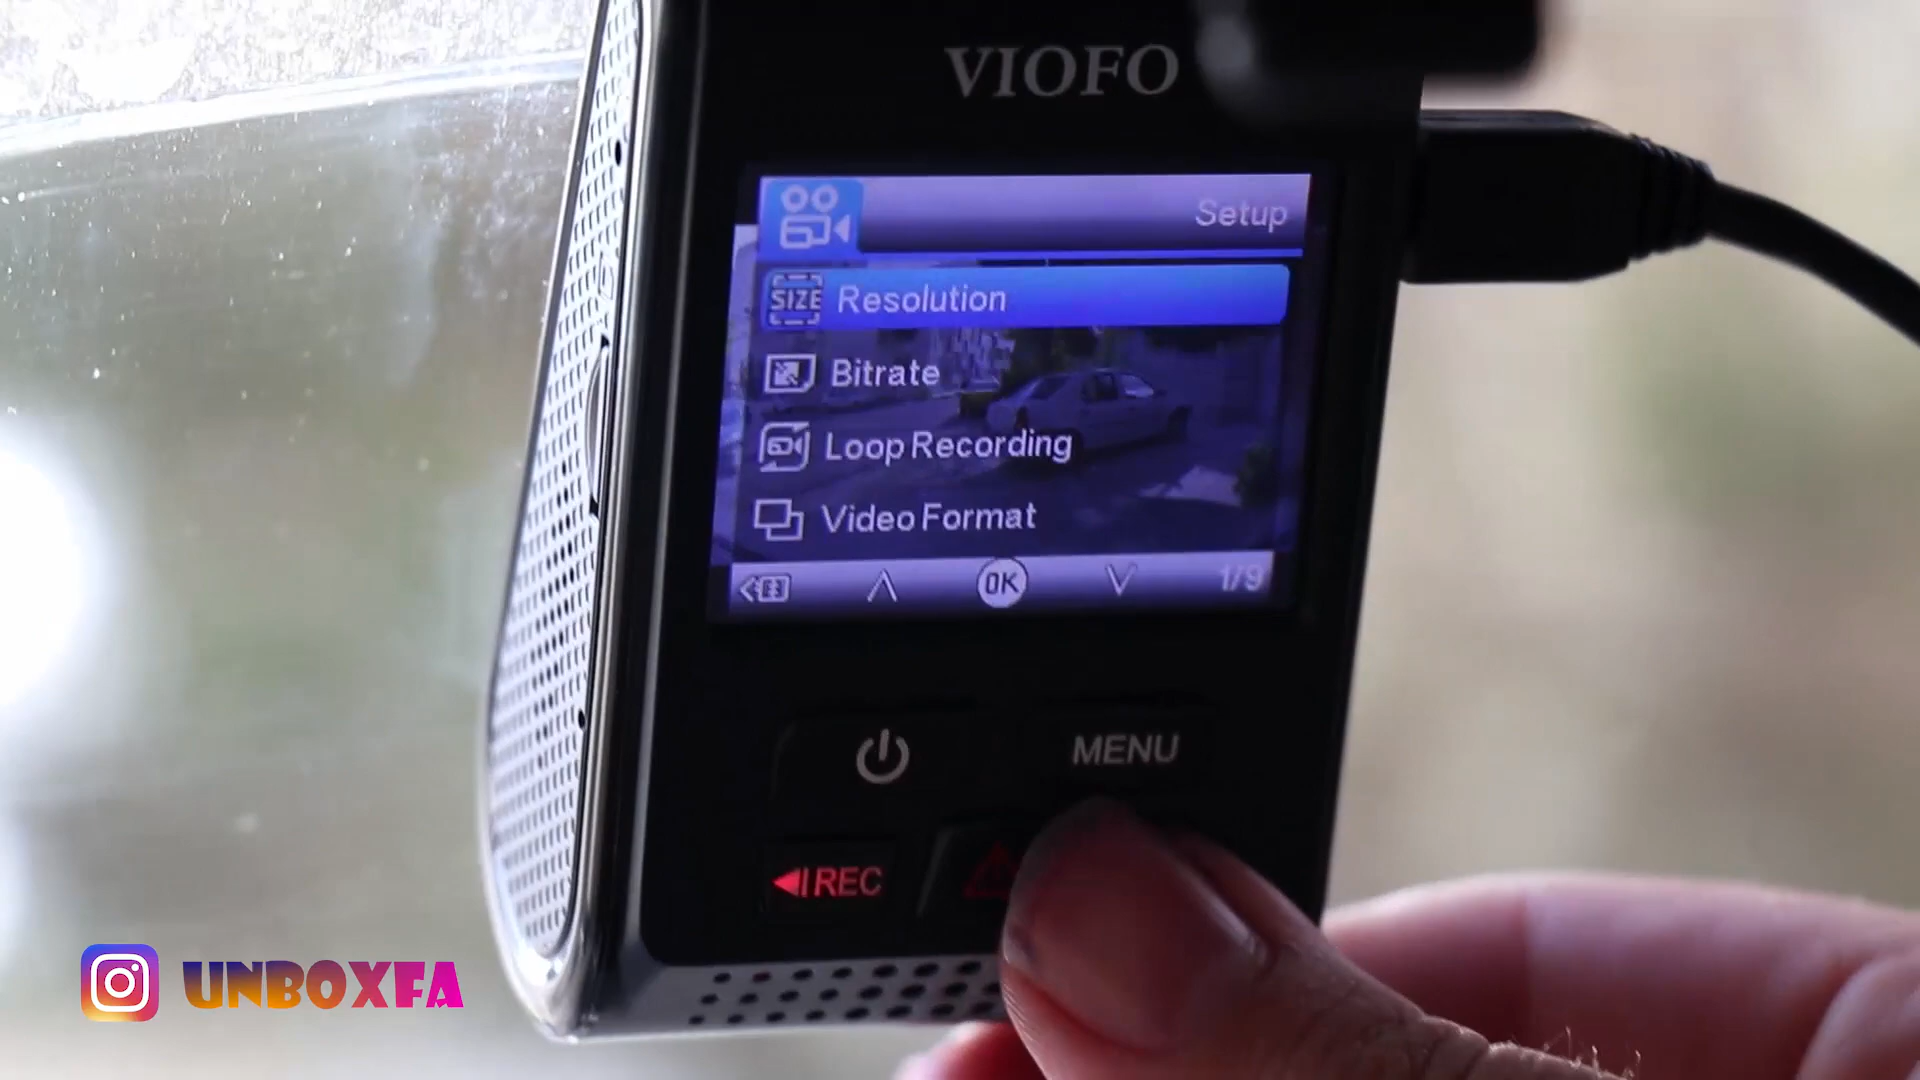 VIOFO
Setup
SIZE Resolution
Bitrate
Loop Recording
Video Format
OK 1/9
MENU
REC
UNBOXFA